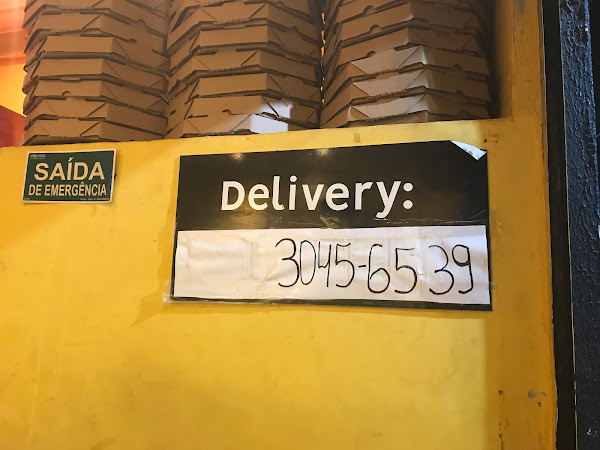 SAÍDA
DE EMERGÊNCIA
Delivery:
3045-6539